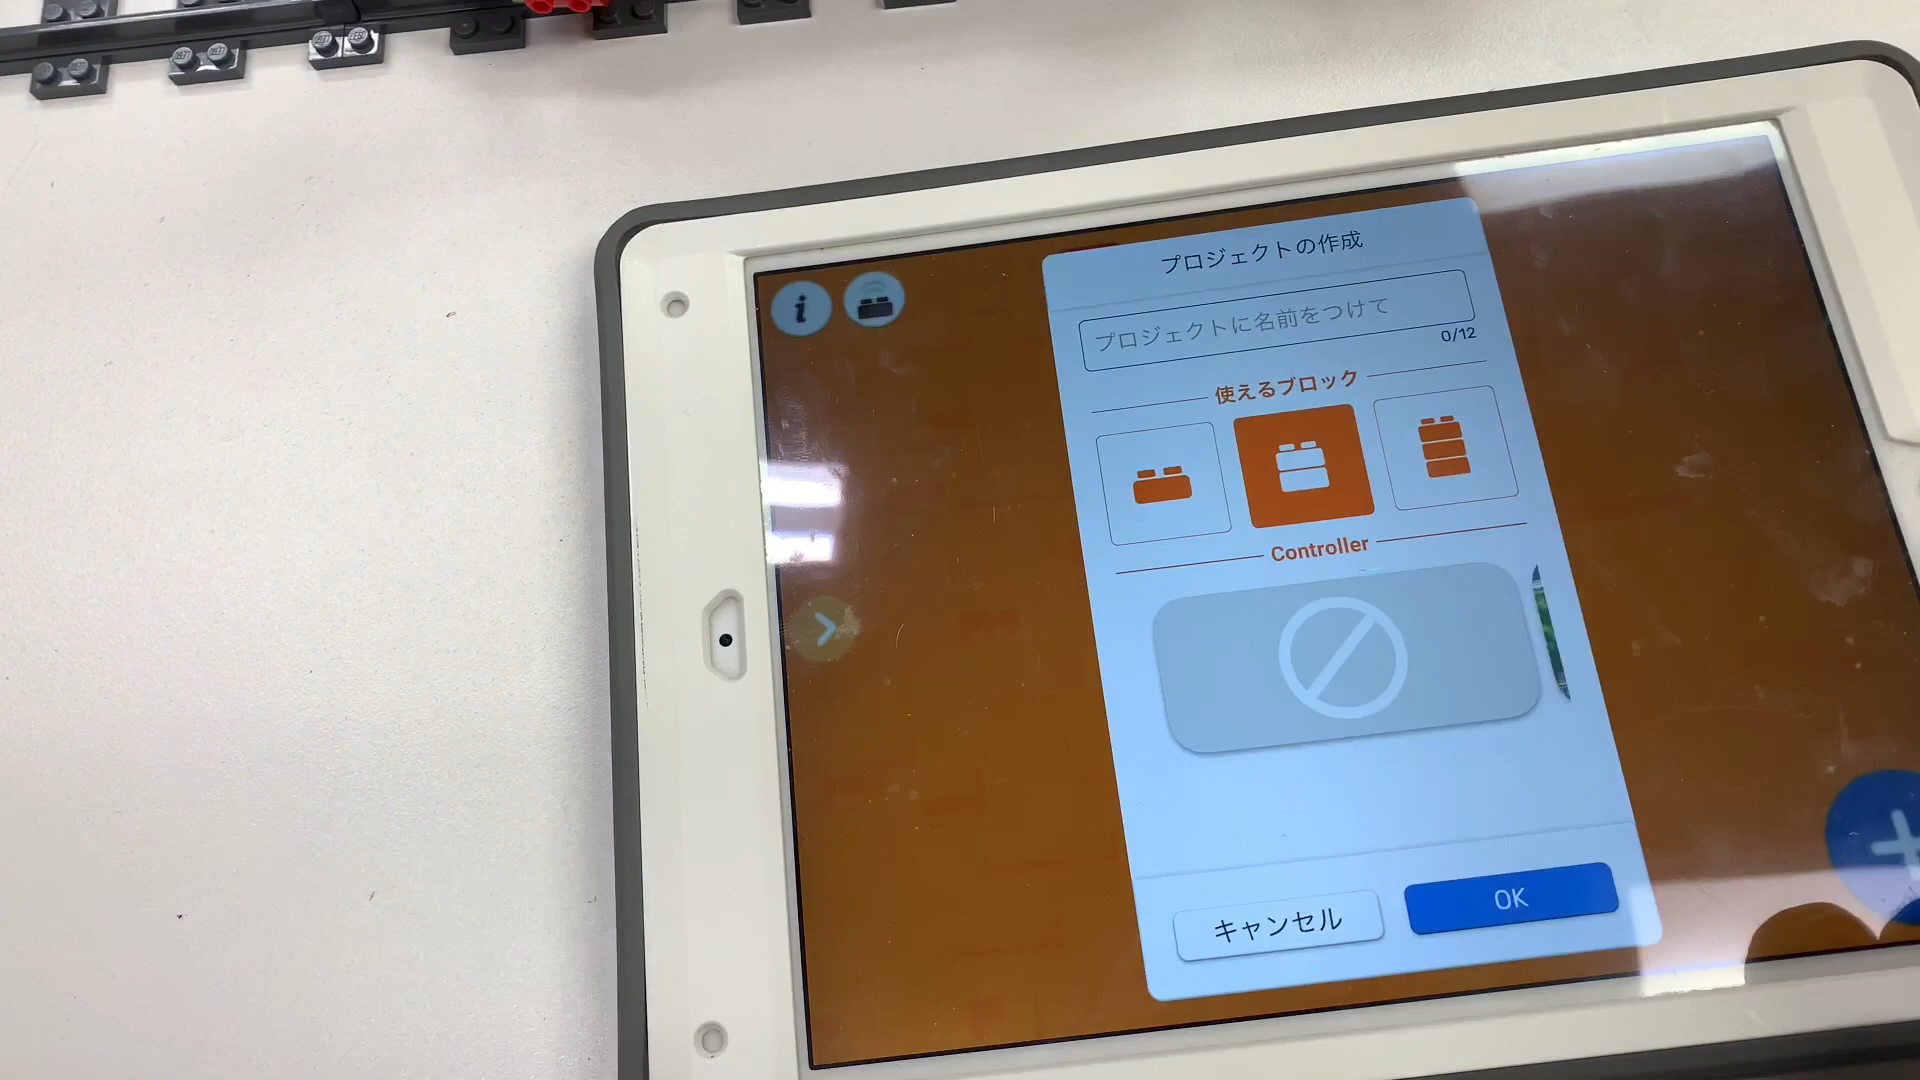 プロジェクトの作成
プロジェクトに名前をつけて
0/12
使えるブロック
Controller
キャンセル
OK